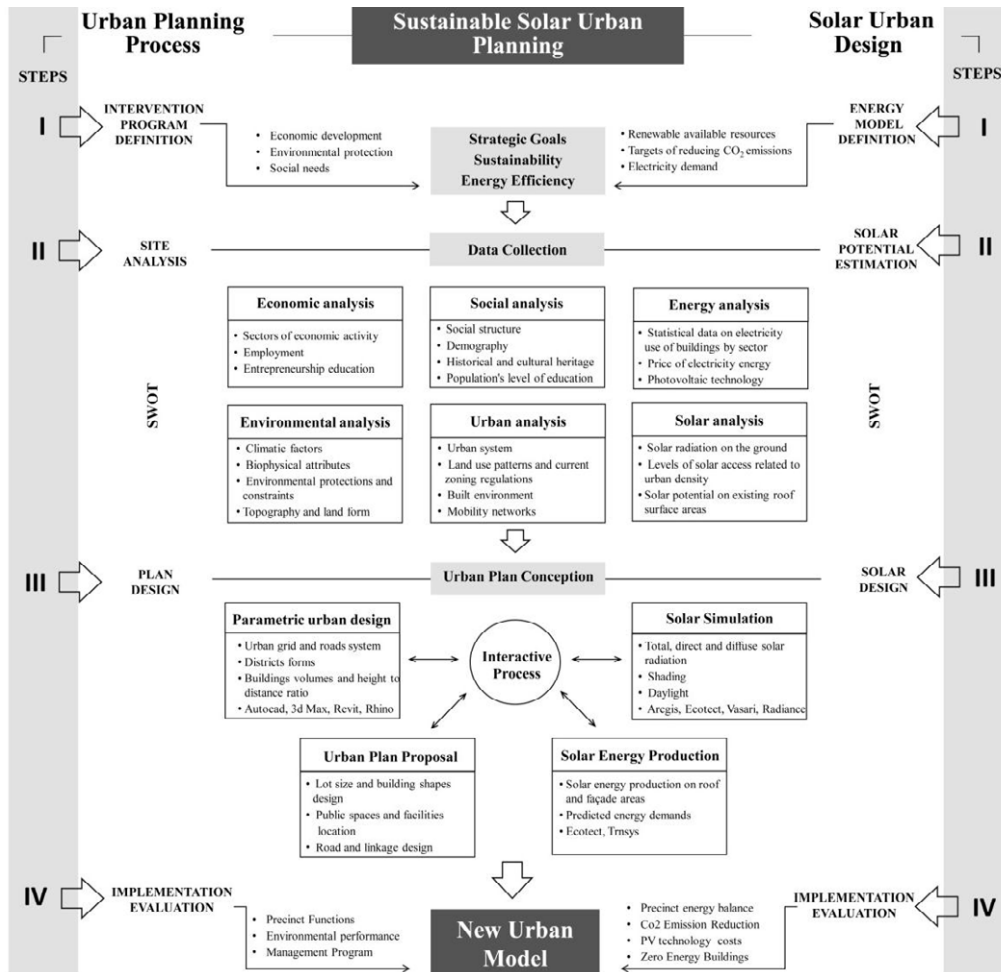 Urban Planning
Process
Sustainable Solar Urban
Planning
Solar Urban
Design
STEPS
STEPS
I
INTERVENTION
PROGRAM
DEFINITION
• Economic development
• Environmental protection
• Social needs
Strategic Goals
Sustainability
Energy Efficiency
• Renewable available resources
• Targets of reducing CO₂ emissions
• Electricity demand
ENERGY
MODEL
DEFINITION
I
II
SITE
ANALYSIS
Data Collection
SOLAR
POTENTIAL
ESTIMATION
II
SWOT
Economic analysis
• Sectors of economic activity
• Employment
• Entrepreneurship education
Social analysis
• Social structure
• Demography
• Historical and cultural heritage
• Population's level of education
Energy analysis
• Statistical data on electricity
use of buildings by sector
• Price of electricity energy
• Photovoltaic technology
SWOT
Environmental analysis
• Climatic factors
• Biophysical attributes
• Environmental protections and
constraints
• Topography and land form
Urban analysis
• Urban system
• Land use patterns and current
zoning regulations
• Built environment
• Mobility networks
Solar analysis
• Solar radiation on the ground
• Levels of solar access related to
urban density
• Solar potential on existing roof
surface areas
III
PLAN
DESIGN
Urban Plan Conception
SOLAR
DESIGN
III
Parametric urban design
• Urban grid and roads system
• Districts forms
• Buildings volumes and height to
distance ratio
• Autocad, 3d Max, Revit, Rhino
Interactive
Process
Solar Simulation
• Total, direct and diffuse solar
radiation
• Shading
• Daylight
• Arcgis, Ecotect, Vasari, Radiance
Urban Plan Proposal
• Lot size and building shapes
design
• Public spaces and facilities
location
• Road and linkage design
Solar Energy Production
• Solar energy production on roof
and façade areas
• Predicted energy demands
• Ecotect, Trnsys
IV
IMPLEMENTATION
EVALUATION
• Precinct Functions
• Environmental performance
• Management Program
New Urban
Model
• Precinct energy balance
• Co2 Emission Reduction
• PV technology costs
• Zero Energy Buildings
IMPLEMENTATION
EVALUATION
IV